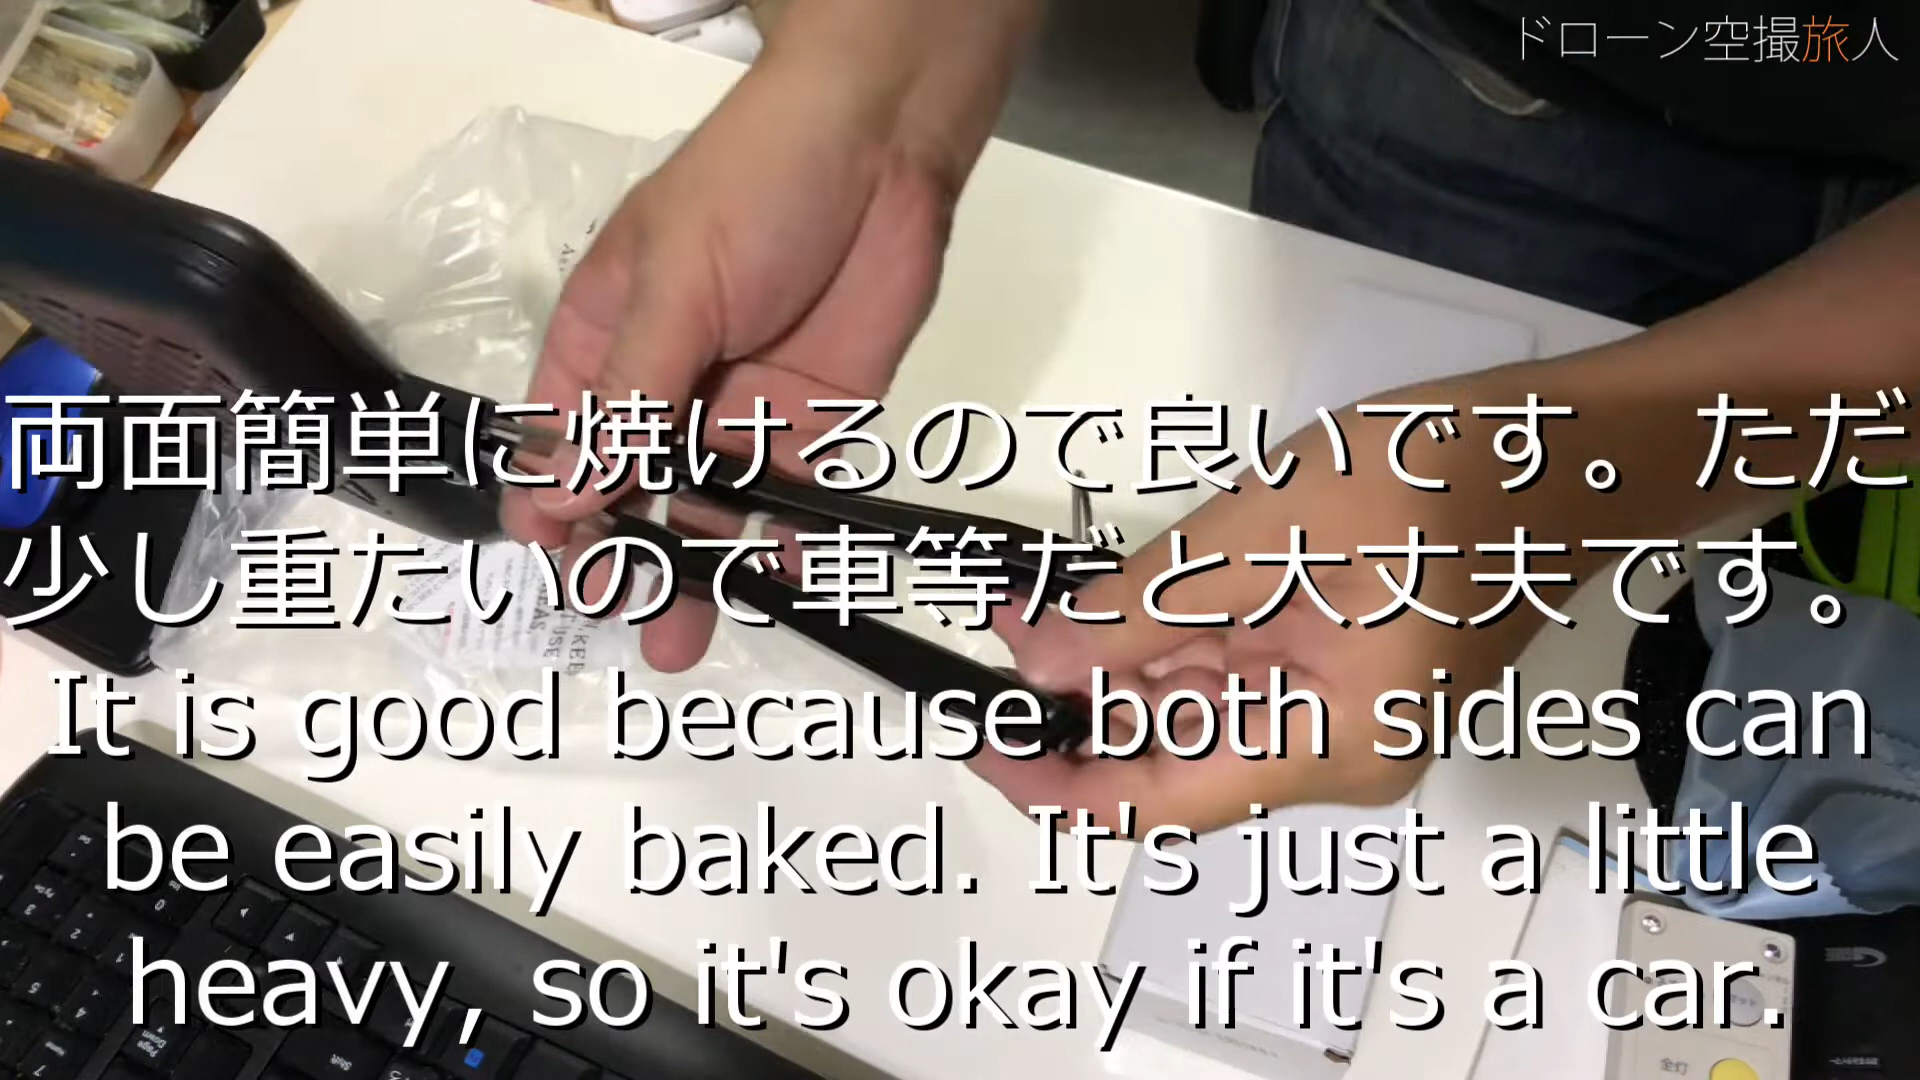 ドローン空撮旅人
両面簡単に焼けるので良いです。ただ
少し重たいので車等だと大丈夫です。
It is good because both sides can
be easily baked. It's just a little
heavy, so it's okay if it's a car.
全灯